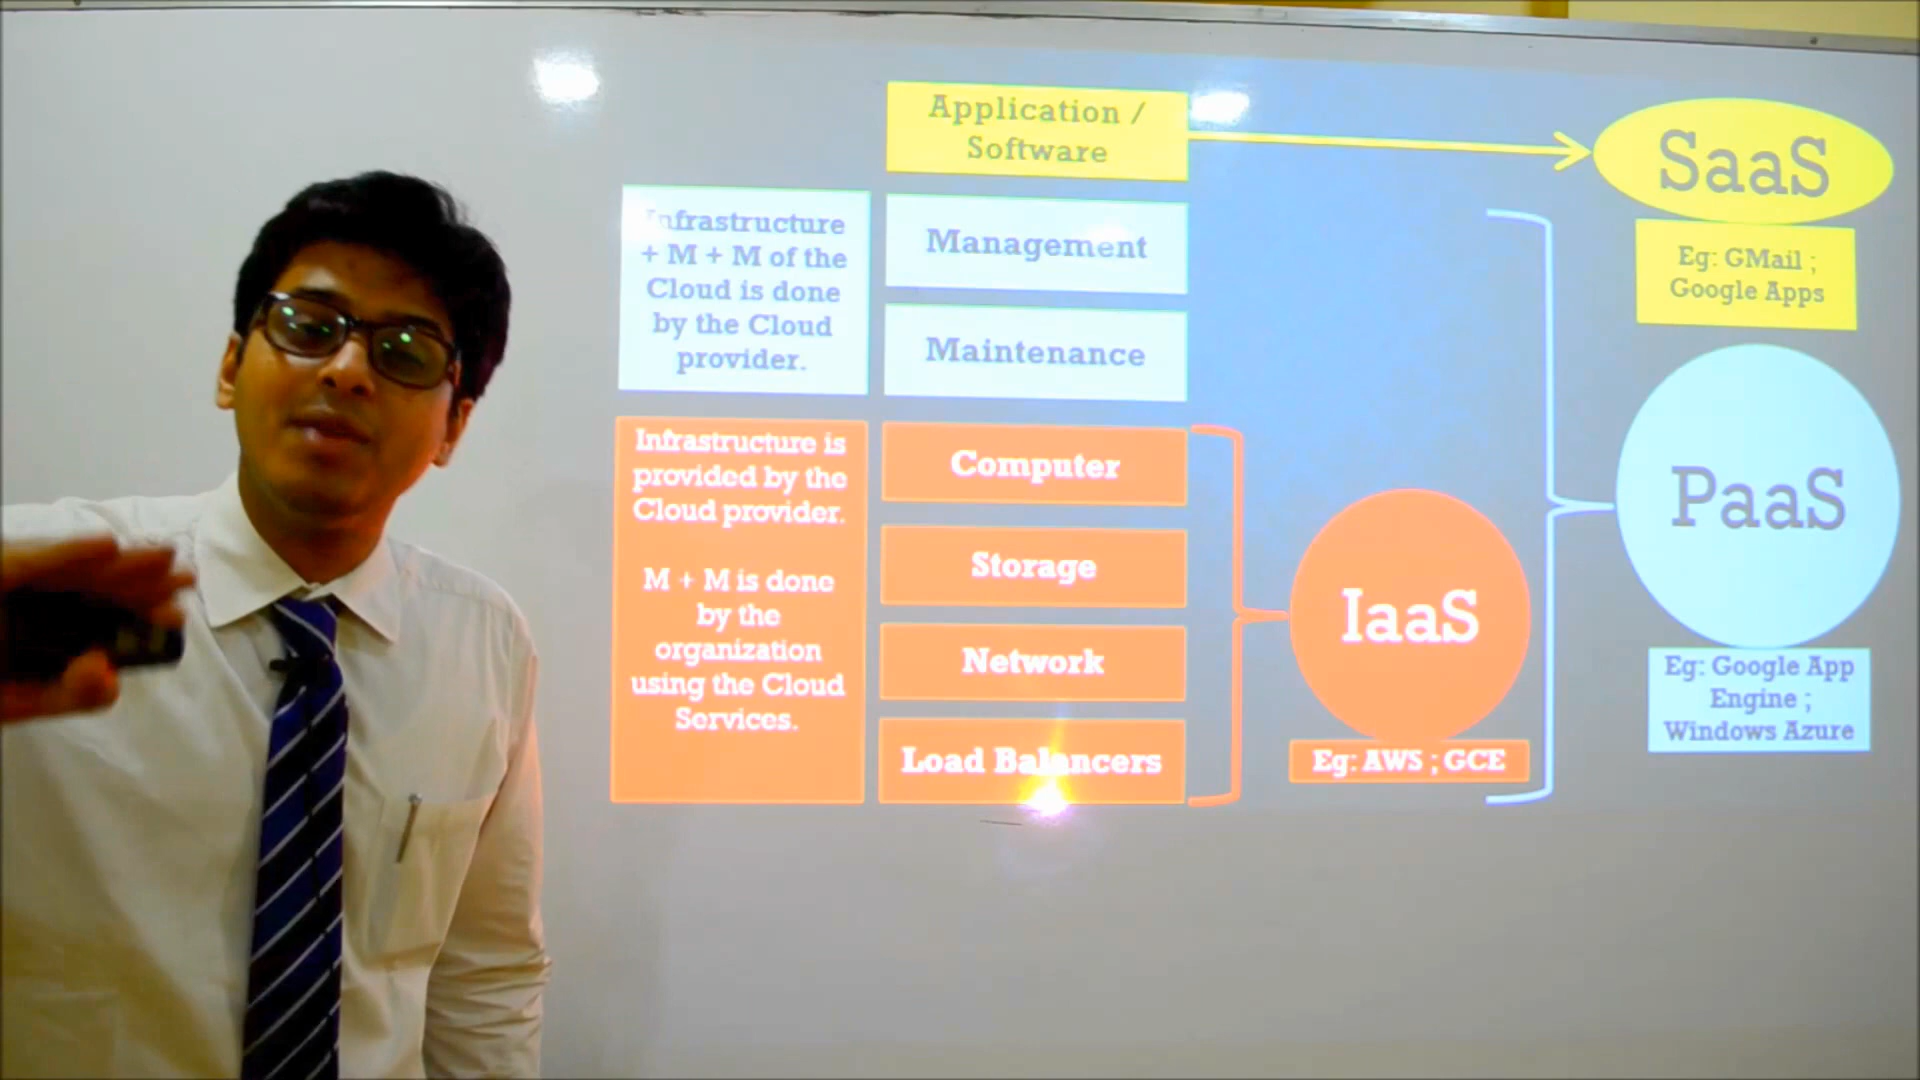 Application /
Software
SaaS
Eg: GMail ;
Google Apps
Infrastructure
+ M + M of the
Cloud is done
by the Cloud
provider.
Management
Maintenance
PaaS
Eg: Google App
Engine ;
Windows Azure
Infrastructure is
provided by the
Cloud provider.
M + M is done
by the
organization
using the Cloud
Services.
Computer
Storage
Network
Load Balancers
IaaS
Eg: AWS ; GCE